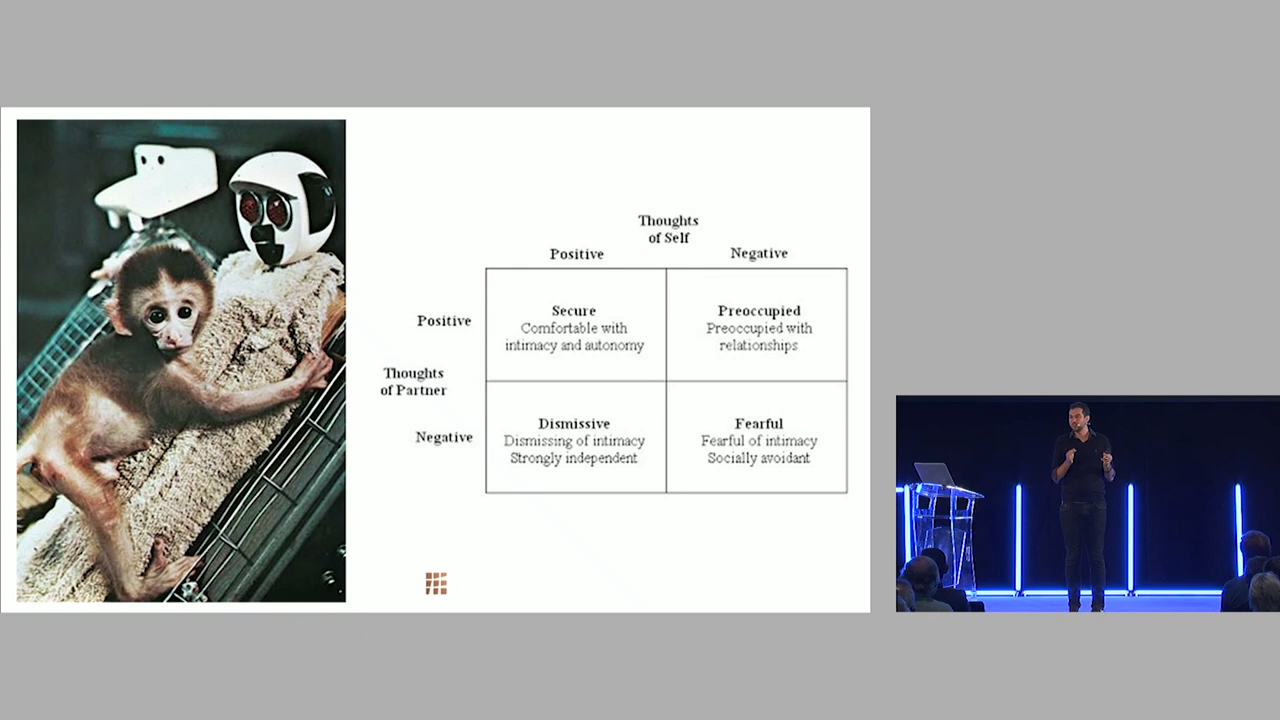 Thoughts
of Self
Positive
Negative
Positive
Secure
Comfortable with
intimacy and autonomy
Preoccupied
Preoccupied with
relationships
Thoughts
of Partner
Negative
Dismissive
Dismissing of intimacy
Strongly independent
Fearful
Fearful of intimacy
Socially avoidant